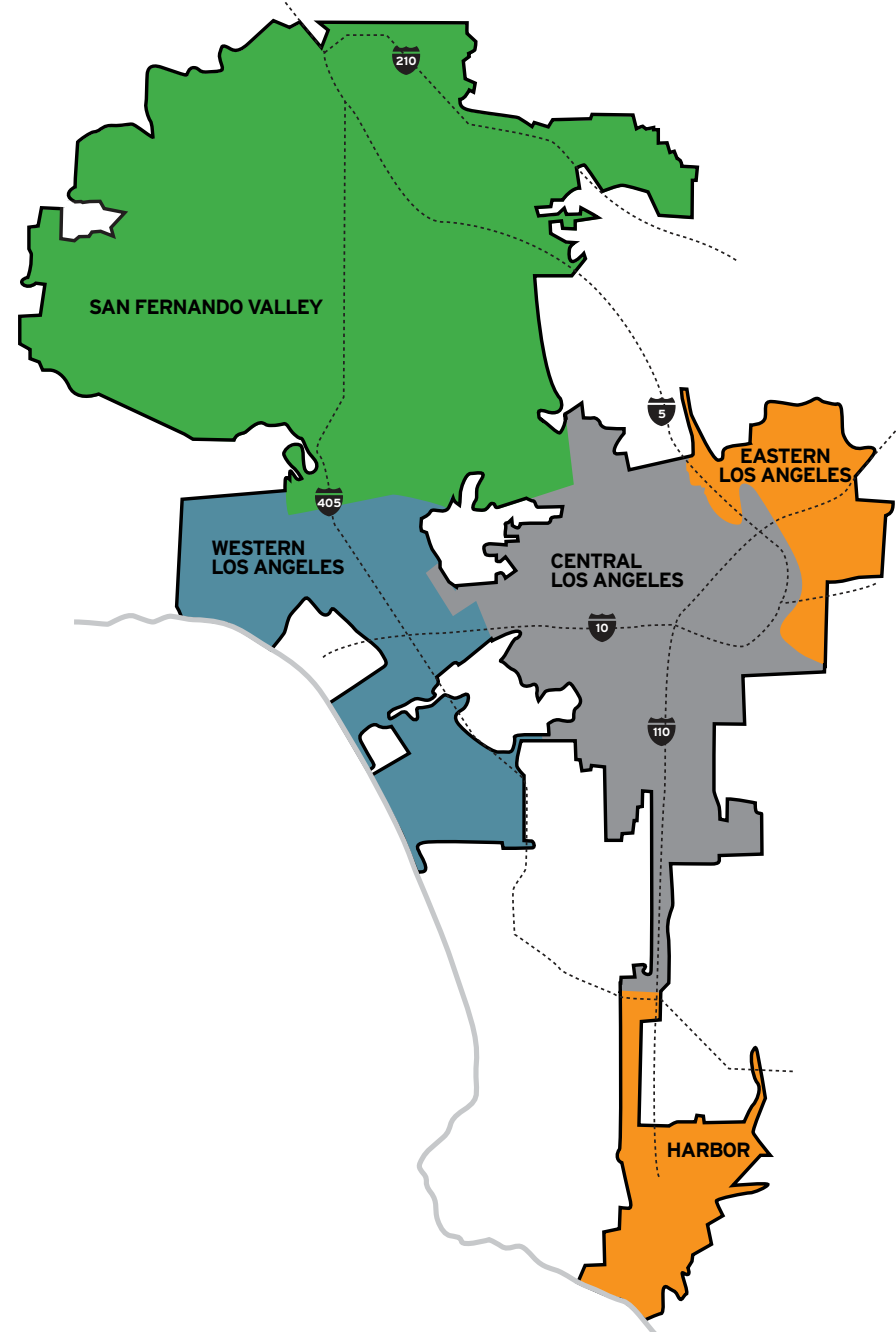 210
SAN FERNANDO VALLEY
5
EASTERN
LOS ANGELES
405
WESTERN
LOS ANGELES
CENTRAL
LOS ANGELES
10
110
HARBOR